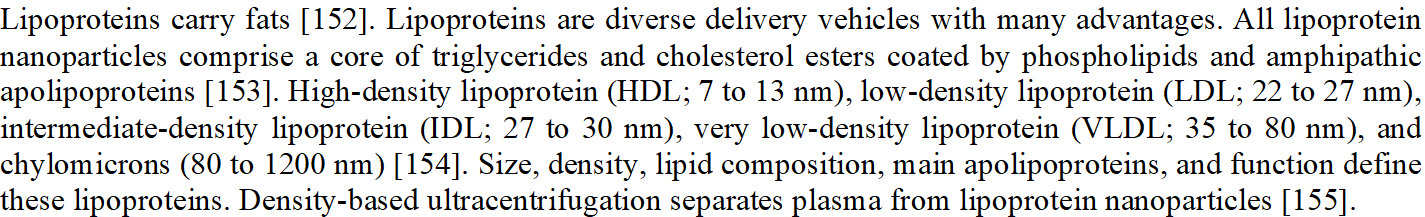 Lipoproteins carry fats [152]. Lipoproteins are diverse delivery vehicles with many advantages. All lipoprotein
nanoparticles comprise a core of triglycerides and cholesterol esters coated by phospholipids and amphipathic
apolipoproteins [153]. High-density lipoprotein (HDL; 7 to 13 nm), low-density lipoprotein (LDL; 22 to 27 nm),
intermediate-density lipoprotein (IDL; 27 to 30 nm), very low-density lipoprotein (VLDL; 35 to 80 nm), and
chylomicrons (80 to 1200 nm) [154]. Size, density, lipid composition, main apolipoproteins, and function define
these lipoproteins. Density-based ultracentrifugation separates plasma from lipoprotein nanoparticles [155].